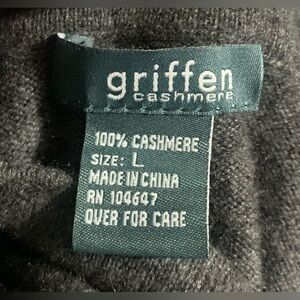 griffen
cashmere
100% CASHMERE
SIZE: L
MADE IN CHINA
RN 104647
OVER FOR CARE